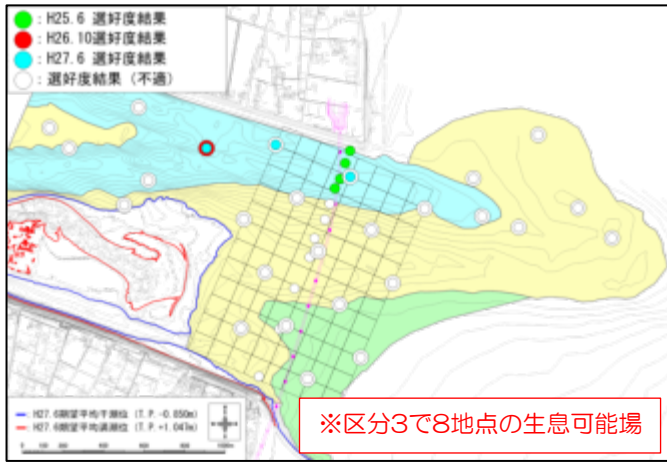 : H25.6 選好度結果
: H26.10選好度結果
: H27.6 選好度結果
: 選好度結果 (不適)
H27.6朔望平均干潮位 (T.P.-0.850m)
H27.6朔望平均満潮位 (T.P.+1.047m)
※区分3で8地点の生息可能場